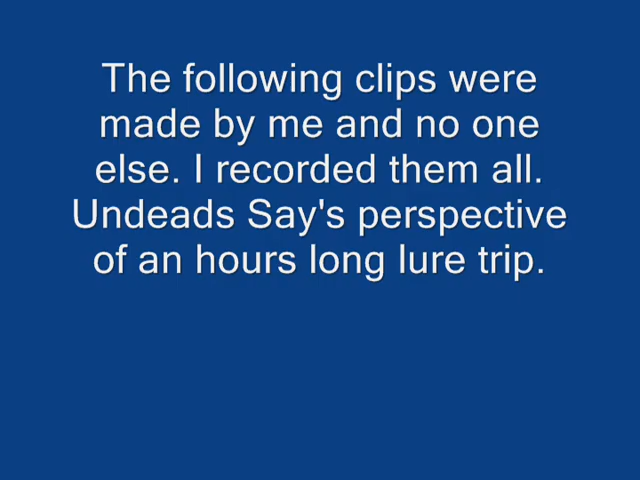 The following clips were
made by me and no one
else. I recorded them all.
Undeads Say's perspective
of an hours long lure trip.